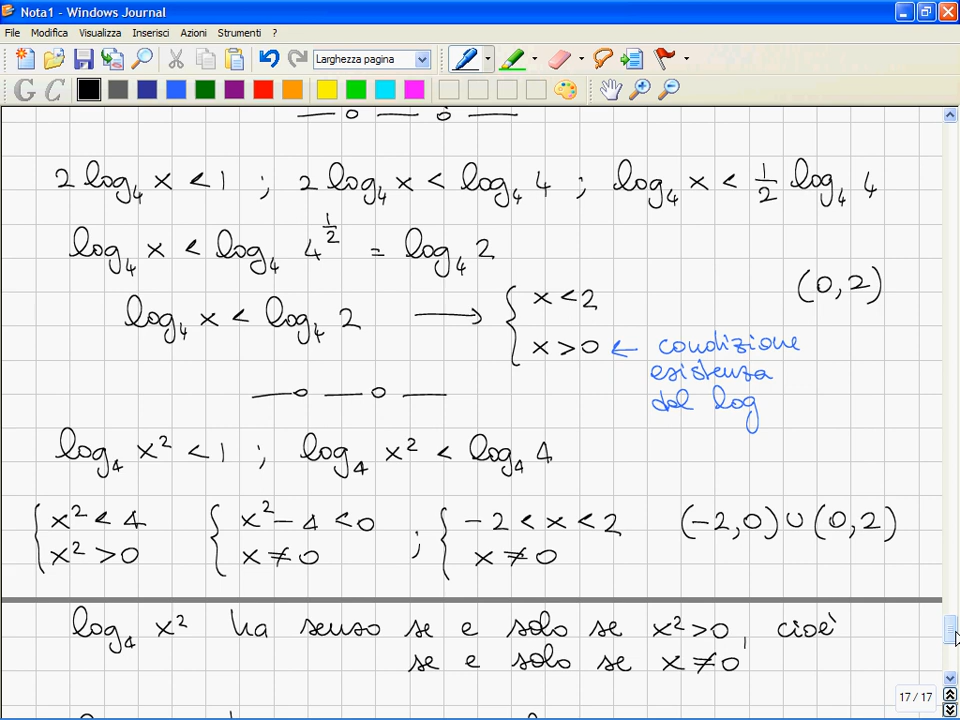 Nota1 - Windows Journal
File Modifica Visualizza Inserisci Azioni Strumenti ?
Larghezza pagina
G C
2 log₄ x < 1 ; 2 log₄ x < log₄ 4 ; log₄ x < 1/2 log₄ 4
log₄ x < log₄ 4^(1/2) = log₄ 2
(0,2)
log₄ x < log₄ 2 → { x < 2
x > 0 ← condizione
esistenza
del log
log₄ x² < 1 ; log₄ x² < log₄ 4
{ x² < 4 { x² - 4 < 0 ; { -2 < x < 2 (-2,0) ∪ (0,2)
x² > 0 x ≠ 0 x ≠ 0
log₄ x² ha senso se e solo se x² > 0, cioè
se e solo se x ≠ 0
17 / 17